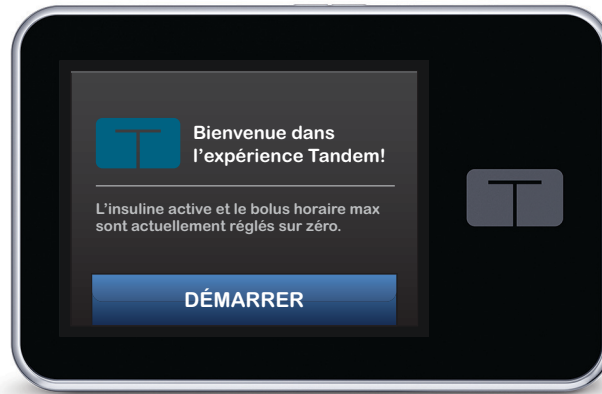 Bienvenue dans
l’expérience Tandem!
L'insuline active et le bolus horaire max
sont actuellement réglés sur zéro.
DÉMARRER